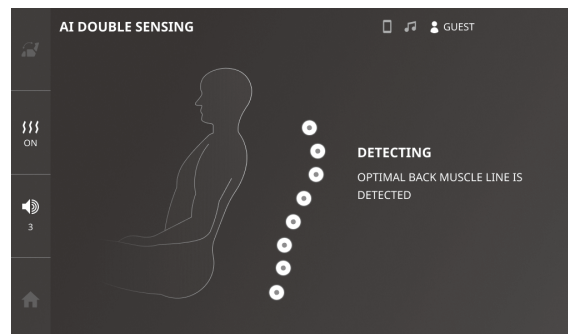 AI DOUBLE SENSING
GUEST
ON
3
DETECTING
OPTIMAL BACK MUSCLE LINE IS
DETECTED